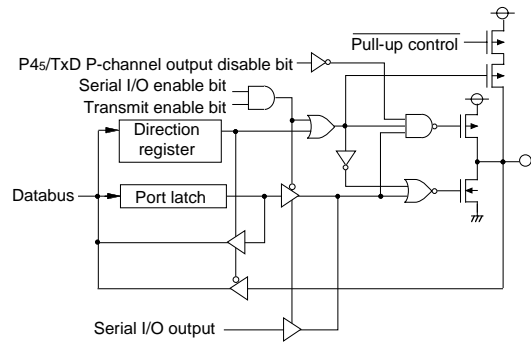 Pull-up control
P45/TxD P-channel output disable bit
Serial I/O enable bit
Transmit enable bit
Direction
register
Databus
Port latch
Serial I/O output